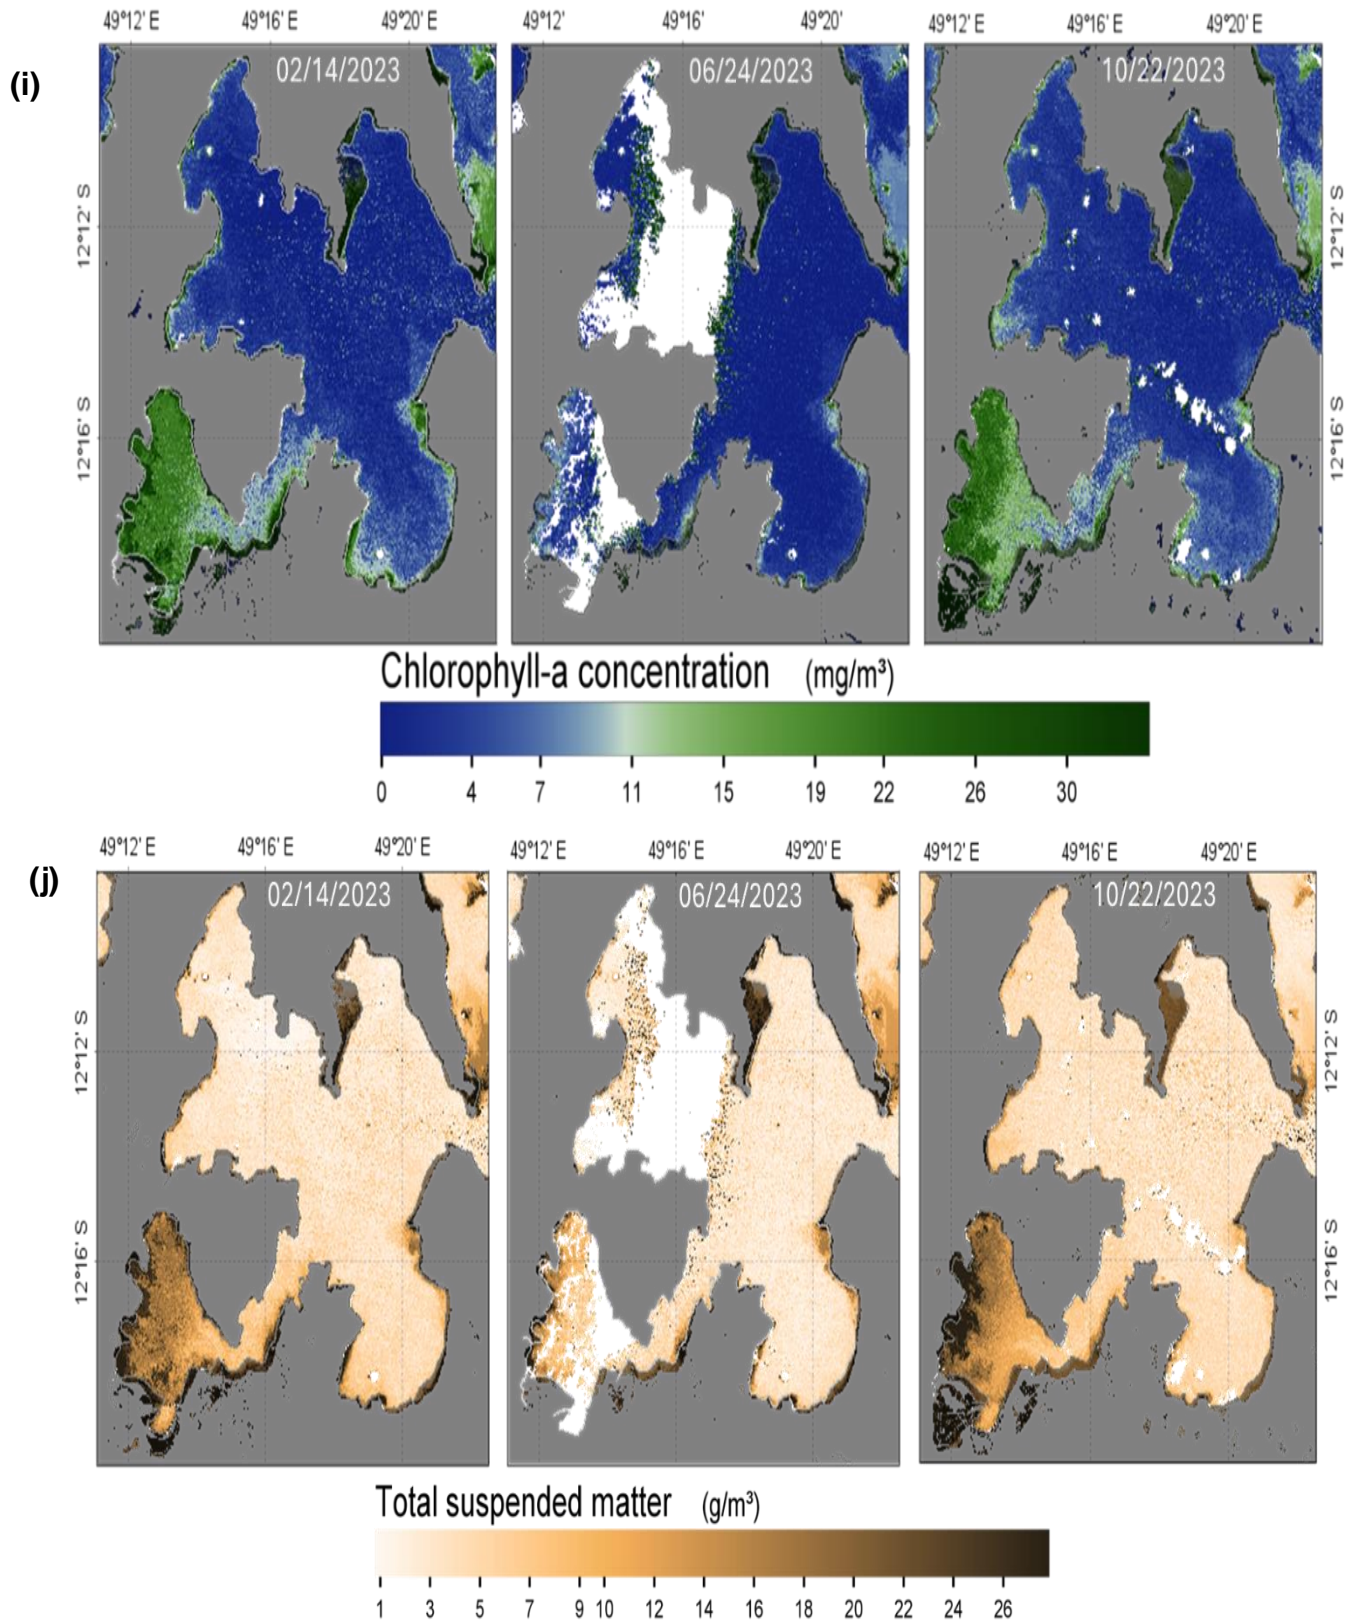 49°12' E 49°16' E 49°20' E 49°12' E 49°16' 49°20' 49°12' E 49°16' E 49°20' E
(i)
02/14/2023 06/24/2023 10/22/2023
12°12' S 12°12' S
12°16' S 12°16' S
Chlorophyll-a concentration (mg/m³)
0 4 7 11 15 19 22 26 30
49°12' E 49°16' E 49°20' E 49°12' E 49°16' E 49°20' E 49°12' E 49°16' E 49°20' E
(j)
02/14/2023 06/24/2023 10/22/2023
12°12' S 12°12' S
12°16' S 12°16' S
Total suspended matter (g/m³)
1 3 5 7 9 10 12 14 16 18 20 22 24 26